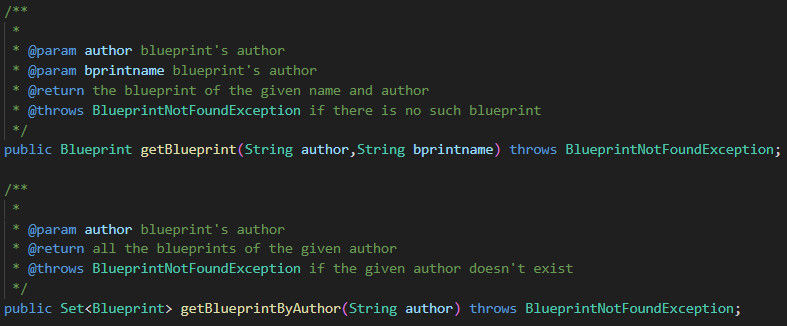 /**
 *
 * @param author blueprint's author
 * @param bprintname blueprint's author
 * @return the blueprint of the given name and author
 * @throws BlueprintNotFoundException if there is no such blueprint
 */
public Blueprint getBlueprint(String author,String bprintname) throws BlueprintNotFoundException;

/**
 *
 * @param author blueprint's author
 * @return all the blueprints of the given author
 * @throws BlueprintNotFoundException if the given author doesn't exist
 */
public Set<Blueprint> getBlueprintByAuthor(String author) throws BlueprintNotFoundException;